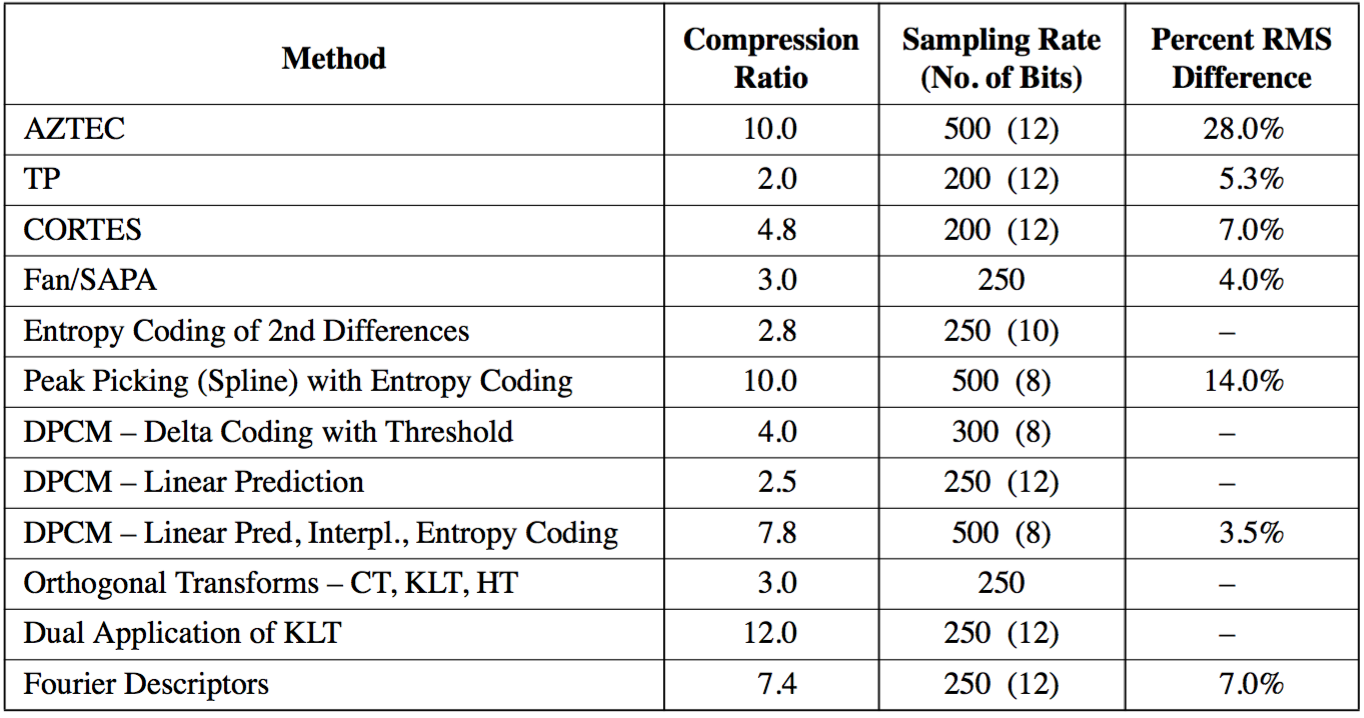 Method Compression Ratio Sampling Rate (No. of Bits) Percent RMS Difference
AZTEC 10.0 500 (12) 28.0%
TP 2.0 200 (12) 5.3%
CORTES 4.8 200 (12) 7.0%
Fan/SAPA 3.0 250 4.0%
Entropy Coding of 2nd Differences 2.8 250 (10) –
Peak Picking (Spline) with Entropy Coding 10.0 500 (8) 14.0%
DPCM – Delta Coding with Threshold 4.0 300 (8) –
DPCM – Linear Prediction 2.5 250 (12) –
DPCM – Linear Pred, Interpl., Entropy Coding 7.8 500 (8) 3.5%
Orthogonal Transforms – CT, KLT, HT 3.0 250 –
Dual Application of KLT 12.0 250 (12) –
Fourier Descriptors 7.4 250 (12) 7.0%